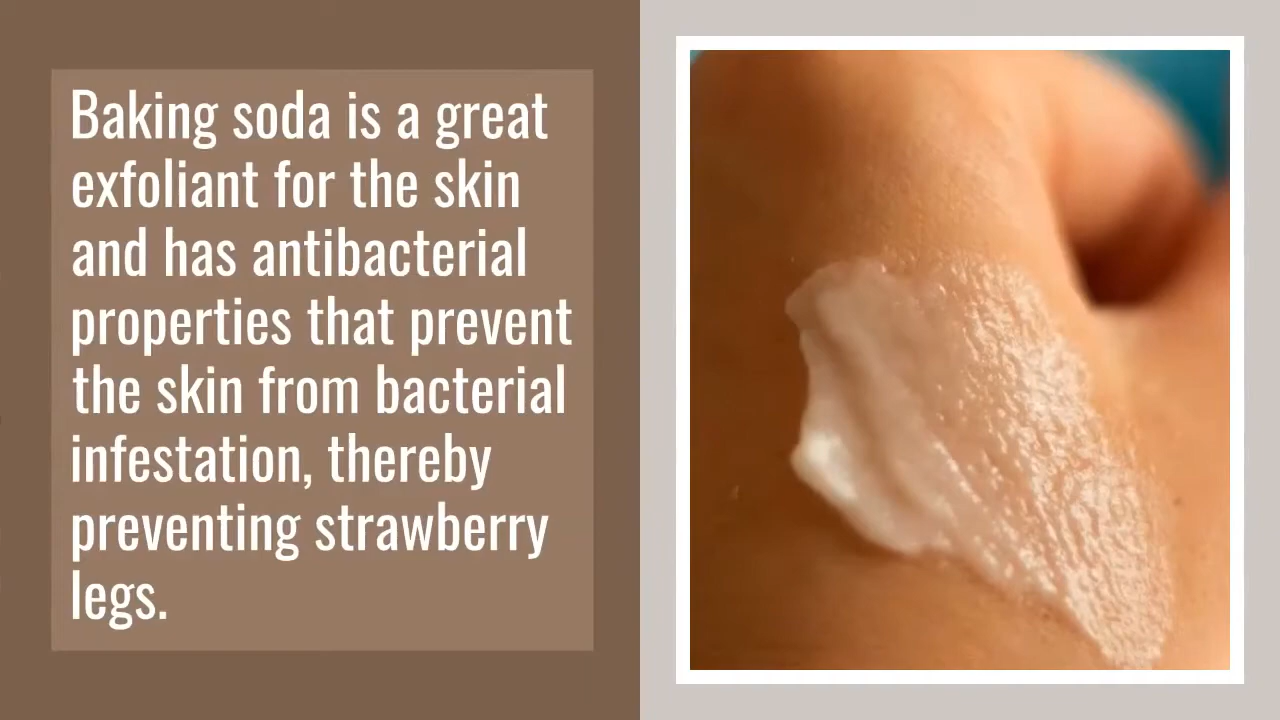 Baking soda is a great
exfoliant for the skin
and has antibacterial
properties that prevent
the skin from bacterial
infestation, thereby
preventing strawberry
legs.